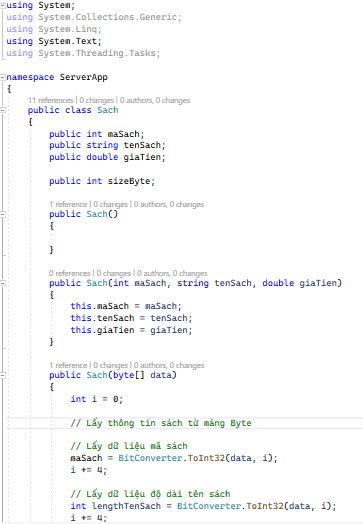 using System;
using System.Collections.Generic;
using System.Linq;
using System.Text;
using System.Threading.Tasks;
namespace ServerApp
{
11 references | 0 changes | 0 authors, 0 changes
public class Sach
{
public int maSach;
public string tenSach;
public double giaTien;
public int sizeByte;
1 reference | 0 changes | 0 authors, 0 changes
public Sach()
{
}
0 references | 0 changes | 0 authors, 0 changes
public Sach(int maSach, string tenSach, double giaTien)
{
this.maSach = maSach;
this.tenSach = tenSach;
this.giaTien = giaTien;
}
1 reference | 0 changes | 0 authors, 0 changes
public Sach(byte[] data)
{
int i = 0;
// Lấy thông tin sách từ mảng Byte
// Lấy dữ liệu mã sách
maSach = BitConverter.ToInt32(data, i);
i += 4;
// Lấy dữ liệu độ dài tên sách
int lengthTenSach = BitConverter.ToInt32(data, i);
i += 4;